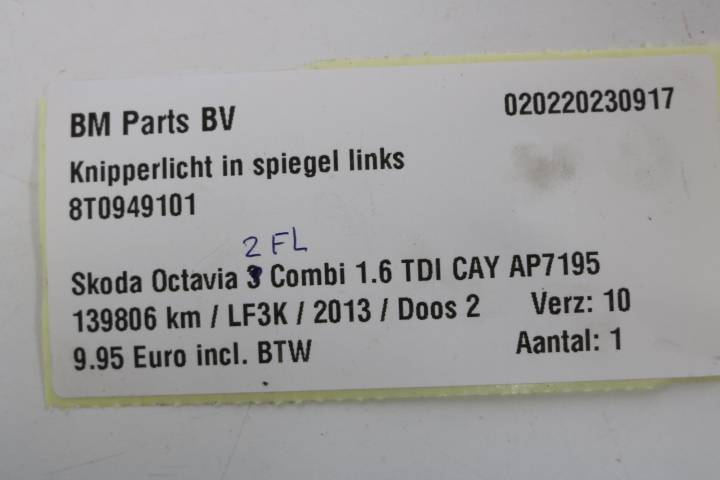 BM Parts BV 020220230917
Knipperlicht in spiegel links
8T0949101
2 FL
Skoda Octavia 3 Combi 1.6 TDI CAY AP7195
139806 km / LF3K / 2013 / Doos 2 Verz: 10
9.95 Euro incl. BTW Aantal: 1